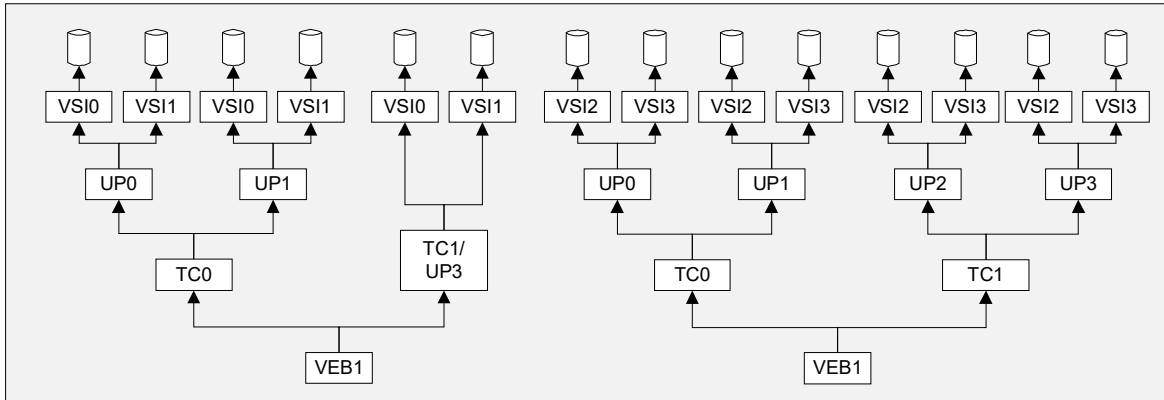 VSI0 VSI1 VSI0 VSI1 VSI0 VSI1 VSI2 VSI3 VSI2 VSI3 VSI2 VSI3 VSI2 VSI3
UP0 UP1 UP0 UP1 UP2 UP3
TC1/
UP3
TC0 TC0 TC1
VEB1 VEB1